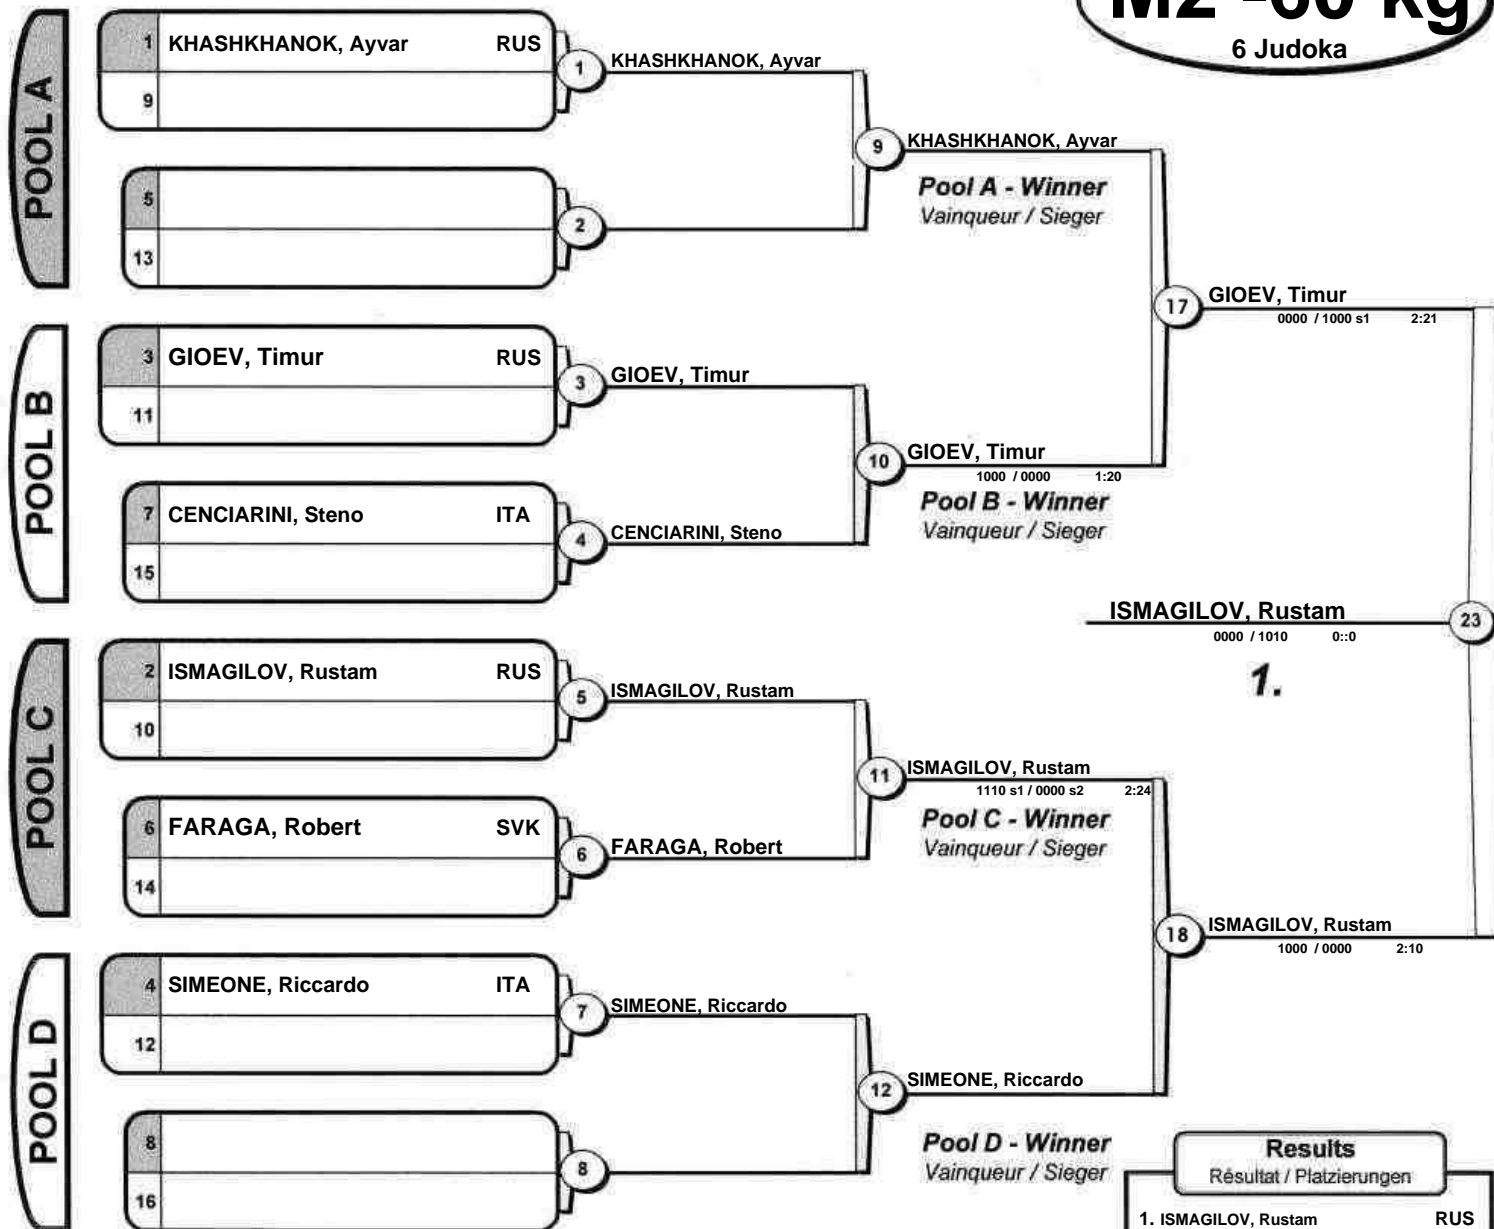 M2 -60 kg
6 Judoka
POOL A
1 KHASHKHANOK, Ayvar RUS
9
5
13
1 KHASHKHANOK, Ayvar
2
9 KHASHKHANOK, Ayvar
Pool A - Winner
Vainqueur / Sieger
POOL B
3 GIOEV, Timur RUS
11
7 CENCIARINI, Steno ITA
15
3 GIOEV, Timur
4 CENCIARINI, Steno
10 GIOEV, Timur
1000 / 0000 1:20
Pool B - Winner
Vainqueur / Sieger
17 GIOEV, Timur
0000 / 1000 s1 2:21
ISMAGILOV, Rustam 23
0000 / 1010 0::0
1.
POOL C
2 ISMAGILOV, Rustam RUS
10
6 FARAGA, Robert SVK
14
5 ISMAGILOV, Rustam
6 FARAGA, Robert
11 ISMAGILOV, Rustam
1110 s1 / 0000 s2 2:24
Pool C - Winner
Vainqueur / Sieger
18 ISMAGILOV, Rustam
1000 / 0000 2:10
POOL D
4 SIMEONE, Riccardo ITA
12
8
16
7 SIMEONE, Riccardo
8
12 SIMEONE, Riccardo
Pool D - Winner
Vainqueur / Sieger
Results
Résultat / Platzierungen
1. ISMAGILOV, Rustam RUS